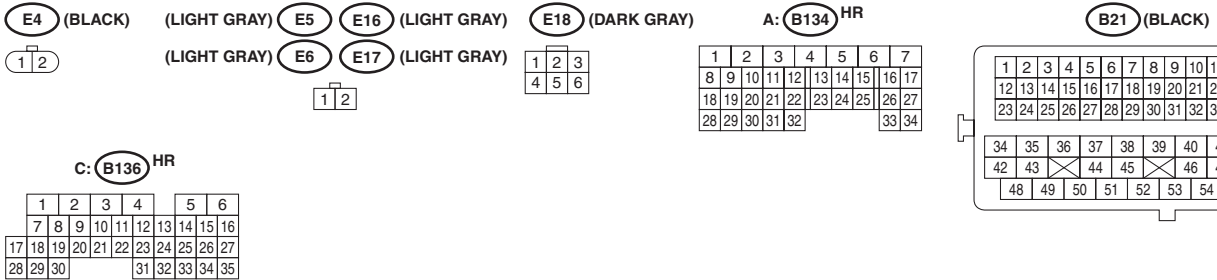 E4 (BLACK)
1 2
(LIGHT GRAY) E5 E16 (LIGHT GRAY)
(LIGHT GRAY) E6 E17 (LIGHT GRAY)
1 2
E18 (DARK GRAY)
1 2 3
4 5 6
A: B134 HR
1 2 3 4 5 6 7
8 9 10 11 12 13 14 15 16 17
18 19 20 21 22 23 24 25 26 27
28 29 30 31 32 33 34
B21 (BLACK)
1 2 3 4 5 6 7 8 9 10
12 13 14 15 16 17 18 19 20 21
23 24 25 26 27 28 29 30 31 32
34 35 36 37 38 39 40
42 43 44 45 46
48 49 50 51 52 53 54
C: B136 HR
1 2 3 4 5 6
7 8 9 10 11 12 13 14 15 16
17 18 19 20 21 22 23 24 25 26 27
28 29 30 31 32 33 34 35